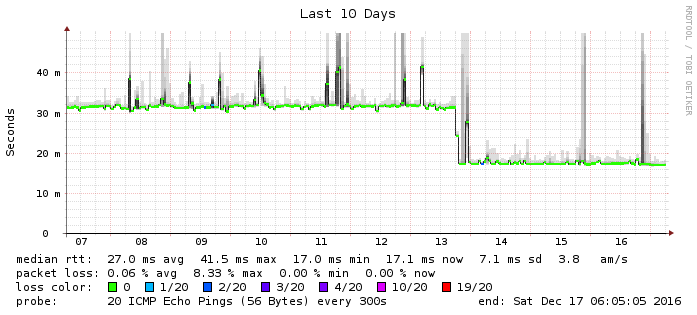 Last 10 Days
RRDTOOL / TOBI OETIKER
Seconds
40 m
30 m
20 m
10 m
0
07 08 09 10 11 12 13 14 15 16
median rtt: 27.0 ms avg 41.5 ms max 17.0 ms min 17.1 ms now 7.1 ms sd 3.8 am/s
packet loss: 0.06 % avg 8.33 % max 0.00 % min 0.00 % now
loss color: 0 1/20 2/20 3/20 4/20 10/20 19/20
probe: 20 ICMP Echo Pings (56 Bytes) every 300s end: Sat Dec 17 06:05:05 2016